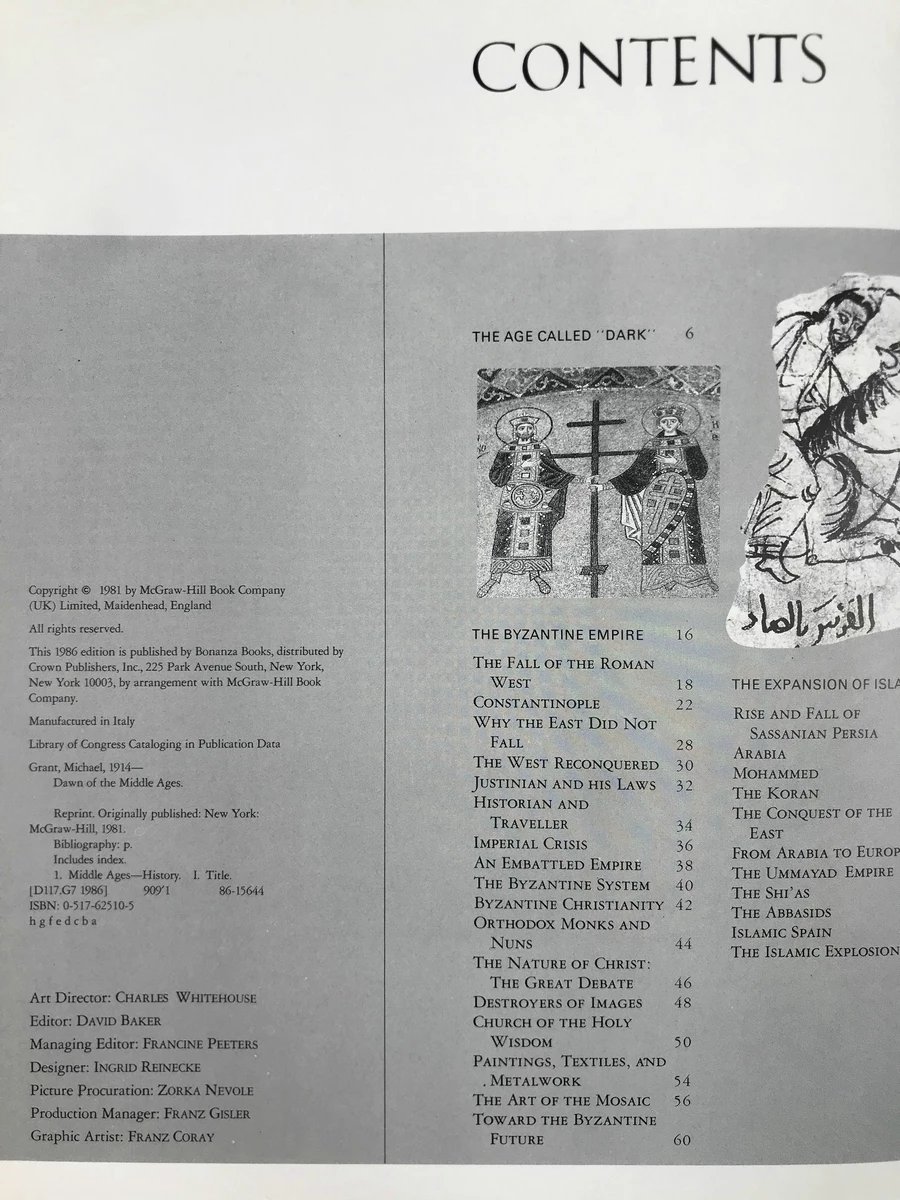 CONTENTS
Copyright © 1981 by McGraw-Hill Book Company
(UK) Limited, Maidenhead, England
All rights reserved.
This 1986 edition is published by Bonanza Books, distributed by
Crown Publishers, Inc., 225 Park Avenue South, New York,
New York 10003, by arrangement with McGraw-Hill Book
Company.
Manufactured in Italy
Library of Congress Cataloging in Publication Data
Grant, Michael, 1914—
Dawn of the Middle Ages.
Reprint. Originally published: New York:
McGraw-Hill, 1981.
Bibliography: p.
Includes index.
1. Middle Ages—History. I. Title.
[D117.G7 1986] 909'1 86-15644
ISBN: 0-517-62510-5
h g f e d c b a
Art Director: CHARLES WHITEHOUSE
Editor: DAVID BAKER
Managing Editor: FRANCINE PEETERS
Designer: INGRID REINECKE
Picture Procuration: ZORKA NEVOLE
Production Manager: FRANZ GISLER
Graphic Artist: FRANZ CORAY
THE AGE CALLED "DARK" 6
THE BYZANTINE EMPIRE 16
THE FALL OF THE ROMAN
WEST 18
CONSTANTINOPLE 22
WHY THE EAST DID NOT
FALL 28
THE WEST RECONQUERED 30
JUSTINIAN AND HIS LAWS 32
HISTORIAN AND
TRAVELLER 34
IMPERIAL CRISIS 36
AN EMBATTLED EMPIRE 38
THE BYZANTINE SYSTEM 40
BYZANTINE CHRISTIANITY 42
ORTHODOX MONKS AND
NUNS 44
THE NATURE OF CHRIST:
THE GREAT DEBATE 46
DESTROYERS OF IMAGES 48
CHURCH OF THE HOLY
WISDOM 50
PAINTINGS, TEXTILES, AND
METALWORK 54
THE ART OF THE MOSAIC 56
TOWARD THE BYZANTINE
FUTURE 60
THE EXPANSION OF ISLA
RISE AND FALL OF
SASSANIAN PERSIA
ARABIA
MOHAMMED
THE KORAN
THE CONQUEST OF THE
EAST
FROM ARABIA TO EUROP
THE UMMAYAD EMPIRE
THE SHI'AS
THE ABBASIDS
ISLAMIC SPAIN
THE ISLAMIC EXPLOSION